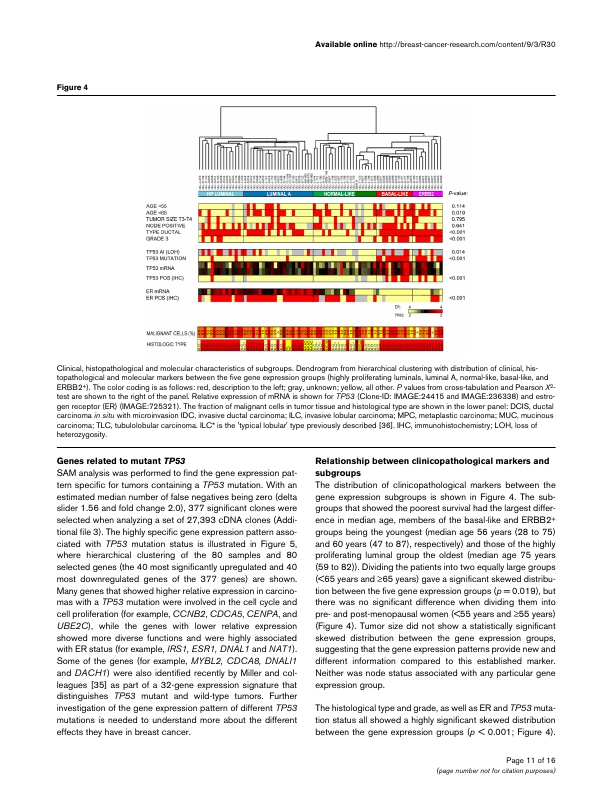 Available online http://breast-cancer-research.com/content/9/3/R30
Figure 4
HP LUMINAL LUMINAL A NORMAL-LIKE BASAL-LIKE ERBB2 P-value:
AGE <55 0.114
AGE <65 0.019
TUMOR SIZE T3-T4 0.795
NODE POSITIVE 0.641
TYPE DUCTAL <0.001
GRADE 3 <0.001
TP53 AI (LOH) 0.014
TP53 MUTATION <0.001
TP53 mRNA
TP53 POS (IHC) <0.001
ER mRNA
ER POS (IHC) <0.001
ER:
TP53:
MALIGNANT CELLS (%)
HISTOLOGIC TYPE
Clinical, histopathological and molecular characteristics of subgroups. Dendrogram from hierarchical clustering with distribution of clinical, his-
topathological and molecular markers between the five gene expression groups (highly proliferating luminals, luminal A, normal-like, basal-like, and
ERBB2+). The color coding is as follows: red, description to the left; gray, unknown; yellow, all other. P values from cross-tabulation and Pearson X²-
test are shown to the right of the panel. Relative expression of mRNA is shown for TP53 (Clone-ID: IMAGE:24415 and IMAGE:236338) and estro-
gen receptor (ER) (IMAGE:725321). The fraction of malignant cells in tumor tissue and histological type are shown in the lower panel: DCIS, ductal
carcinoma in situ with microinvasion IDC, invasive ductal carcinoma; ILC, invasive lobular carcinoma; MPC, metaplastic carcinoma; MUC, mucinous
carcinoma; TLC, tubulolobular carcinoma. ILC* is the 'typical lobular' type previously described [36]. IHC, immunohistochemistry; LOH, loss of
heterozygosity.
Genes related to mutant TP53
SAM analysis was performed to find the gene expression pat-
tern specific for tumors containing a TP53 mutation. With an
estimated median number of false negatives being zero (delta
slider 1.56 and fold change 2.0), 377 significant clones were
selected when analyzing a set of 27,393 cDNA clones (Addi-
tional file 3). The highly specific gene expression pattern asso-
ciated with TP53 mutation status is illustrated in Figure 5,
where hierarchical clustering of the 80 samples and 80
selected genes (the 40 most significantly upregulated and 40
most downregulated genes of the 377 genes) are shown.
Many genes that showed higher relative expression in carcino-
mas with a TP53 mutation were involved in the cell cycle and
cell proliferation (for example, CCNB2, CDCA5, CENPA, and
UBE2C), while the genes with lower relative expression
showed more diverse functions and were highly associated
with ER status (for example, IRS1, ESR1, DNAL1 and NAT1).
Some of the genes (for example, MYBL2, CDCA8, DNALI1
and DACH1) were also identified recently by Miller and col-
leagues [35] as part of a 32-gene expression signature that
distinguishes TP53 mutant and wild-type tumors. Further
investigation of the gene expression pattern of different TP53
mutations is needed to understand more about the different
effects they have in breast cancer.
Relationship between clinicopathological markers and
subgroups
The distribution of clinicopathological markers between the
gene expression subgroups is shown in Figure 4. The sub-
groups that showed the poorest survival had the largest differ-
ence in median age, members of the basal-like and ERBB2+
groups being the youngest (median age 56 years (28 to 75)
and 60 years (47 to 87), respectively) and those of the highly
proliferating luminal group the oldest (median age 75 years
(59 to 82)). Dividing the patients into two equally large groups
(<65 years and ≥65 years) gave a significant skewed distribu-
tion between the five gene expression groups (p = 0.019), but
there was no significant difference when dividing them into
pre- and post-menopausal women (<55 years and ≥55 years)
(Figure 4). Tumor size did not show a statistically significant
skewed distribution between the gene expression groups,
suggesting that the gene expression patterns provide new and
different information compared to this established marker.
Neither was node status associated with any particular gene
expression group.
The histological type and grade, as well as ER and TP53 muta-
tion status all showed a highly significant skewed distribution
between the gene expression groups (p < 0.001; Figure 4).
Page 11 of 16
(page number not for citation purposes)